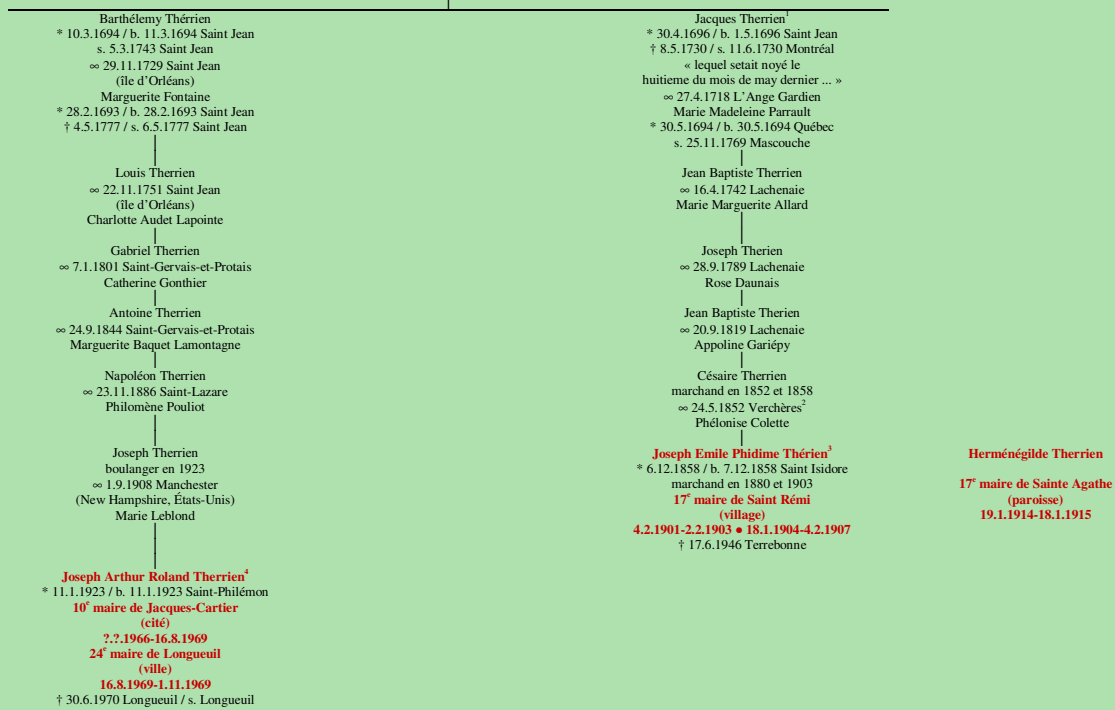 Barthélemy Thérrien
* 10.3.1694 / b. 11.3.1694 Saint Jean
s. 5.3.1743 Saint Jean
∞ 29.11.1729 Saint Jean
(île d’Orléans)
Marguerite Fontaine
* 28.2.1693 / b. 28.2.1693 Saint Jean
† 4.5.1777 / s. 6.5.1777 Saint Jean
Louis Therrien
∞ 22.11.1751 Saint Jean
(île d’Orléans)
Charlotte Audet Lapointe
Gabriel Therrien
∞ 7.1.1801 Saint-Gervais-et-Protais
Catherine Gonthier
Antoine Therrien
∞ 24.9.1844 Saint-Gervais-et-Protais
Marguerite Baquet Lamontagne
Napoléon Therrien
∞ 23.11.1886 Saint-Lazare
Philomène Pouliot
Joseph Therrien
boulanger en 1923
∞ 1.9.1908 Manchester
(New Hampshire, États-Unis)
Marie Leblond
Joseph Arthur Roland Therrien⁴
* 11.1.1923 / b. 11.1.1923 Saint-Philémon
10ᵉ maire de Jacques-Cartier
(cité)
?.?.1966-16.8.1969
24ᵉ maire de Longueuil
(ville)
16.8.1969-1.11.1969
† 30.6.1970 Longueuil / s. Longueuil
Jacques Therrien¹
* 30.4.1696 / b. 1.5.1696 Saint Jean
† 8.5.1730 / s. 11.6.1730 Montréal
« lequel setait noyé le
huitieme du mois de may dernier ... »
∞ 27.4.1718 L’Ange Gardien
Marie Madeleine Parrault
* 30.5.1694 / b. 30.5.1694 Québec
s. 25.11.1769 Mascouche
Jean Baptiste Therrien
∞ 16.4.1742 Lachenaie
Marie Marguerite Allard
Joseph Therien
∞ 28.9.1789 Lachenaie
Rose Daunais
Jean Baptiste Therien
∞ 20.9.1819 Lachenaie
Appoline Gariépy
Césaire Therrien
marchand en 1852 et 1858
∞ 24.5.1852 Verchères²
Phélonise Colette
Joseph Emile Phidime Thérien³
* 6.12.1858 / b. 7.12.1858 Saint Isidore
marchand en 1880 et 1903
17ᵉ maire de Saint Rémi
(village)
4.2.1901-2.2.1903 ● 18.1.1904-4.2.1907
† 17.6.1946 Terrebonne
Herménégilde Therrien
17ᵉ maire de Sainte Agathe
(paroisse)
19.1.1914-18.1.1915